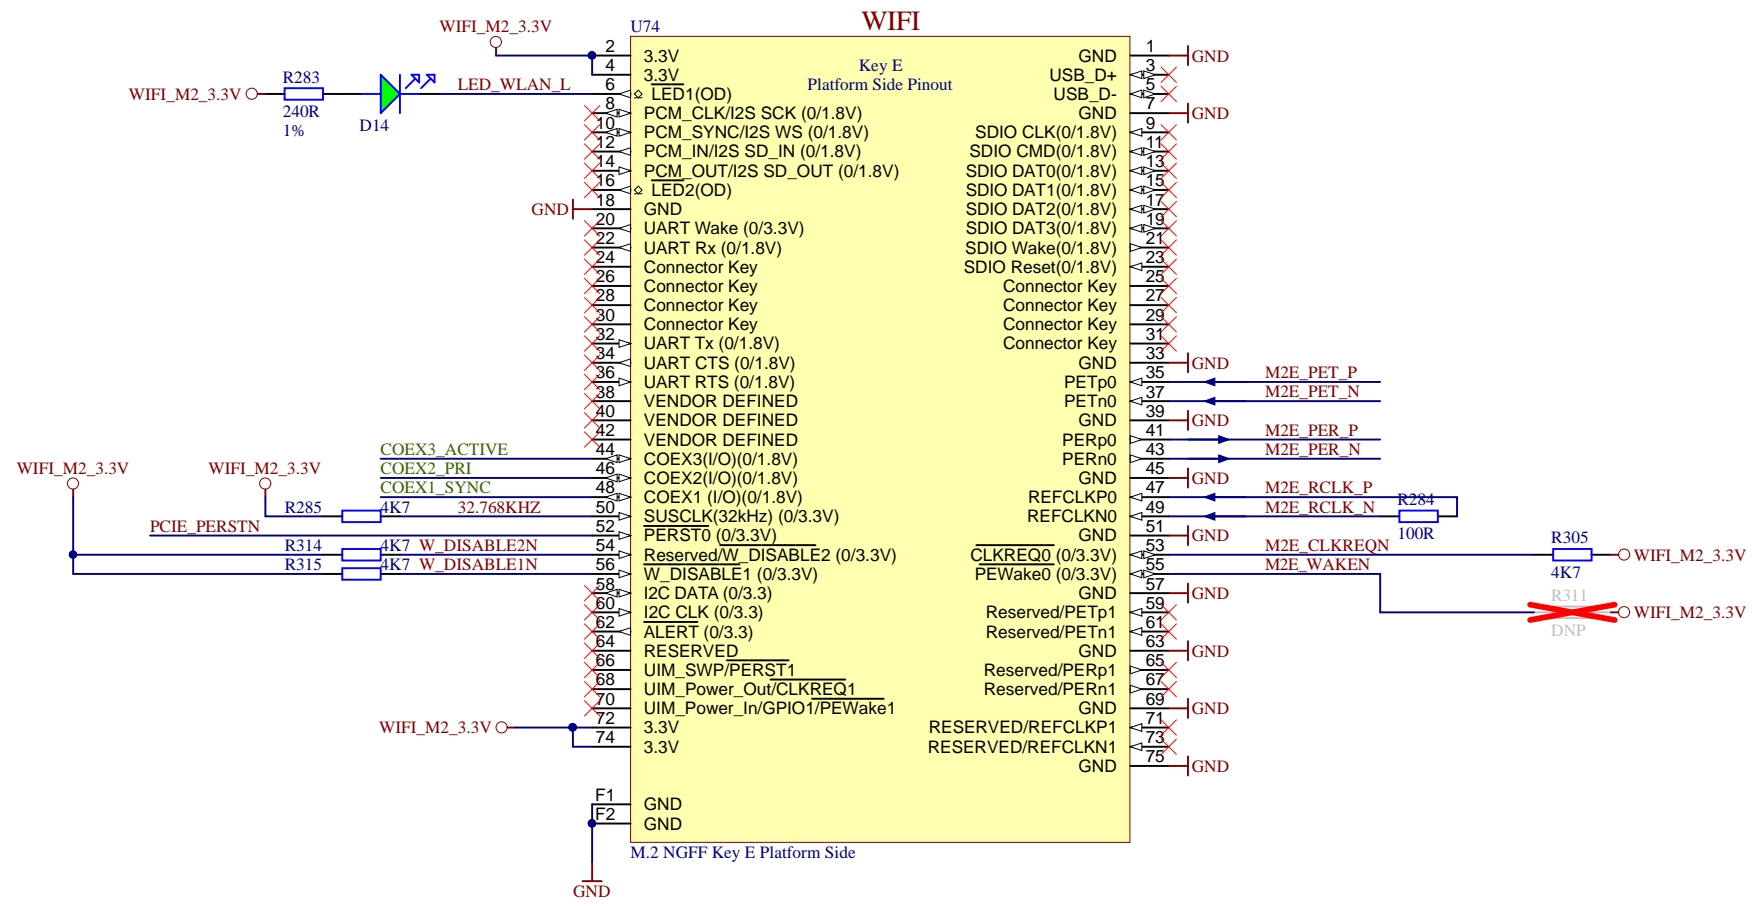 WIFI
WIFI_M2_3.3V
U74
Key E
Platform Side Pinout
WIFI_M2_3.3V
R283
240R
1%
D14
LED_WLAN_L
2 3.3V
4 3.3V
6 LED1(OD)
8 PCM_CLK/I2S SCK (0/1.8V)
10 PCM_SYNC/I2S WS (0/1.8V)
12 PCM_IN/I2S SD_IN (0/1.8V)
14 PCM_OUT/I2S SD_OUT (0/1.8V)
16 LED2(OD)
GND 18 GND
20 UART Wake (0/3.3V)
22 UART Rx (0/1.8V)
24 Connector Key
26 Connector Key
28 Connector Key
30 Connector Key
32 UART Tx (0/1.8V)
34 UART CTS (0/1.8V)
36 UART RTS (0/1.8V)
38 VENDOR DEFINED
40 VENDOR DEFINED
42 VENDOR DEFINED
COEX3_ACTIVE 44 COEX3(I/O)(0/1.8V)
COEX2_PRI 46 COEX2(I/O)(0/1.8V)
COEX1_SYNC 48 COEX1 (I/O)(0/1.8V)
WIFI_M2_3.3V
WIFI_M2_3.3V
R285 4K7 32.768KHZ 50 SUSCLK(32kHz) (0/3.3V)
PCIE_PERSTN 52 PERST0 (0/3.3V)
R314 4K7 W_DISABLE2N 54 Reserved/W_DISABLE2 (0/3.3V)
R315 4K7 W_DISABLE1N 56 W_DISABLE1 (0/3.3V)
58 I2C DATA (0/3.3)
60 I2C CLK (0/3.3)
62 ALERT (0/3.3)
64 RESERVED
66 UIM_SWP/PERST1
68 UIM_Power_Out/CLKREQ1
70 UIM_Power_In/GPIO1/PEWake1
WIFI_M2_3.3V 72 3.3V
74 3.3V
F1 GND
F2 GND
GND
GND 1 GND
USB_D+ 3
USB_D- 5
GND 7 GND
SDIO CLK(0/1.8V) 9
SDIO CMD(0/1.8V) 11
SDIO DAT0(0/1.8V) 13
SDIO DAT1(0/1.8V) 15
SDIO DAT2(0/1.8V) 17
SDIO DAT3(0/1.8V) 19
SDIO Wake(0/1.8V) 21
SDIO Reset(0/1.8V) 23
Connector Key 25
Connector Key 27
Connector Key 29
Connector Key 31
GND 33 GND
PETp0 35 M2E_PET_P
PETn0 37 M2E_PET_N
GND 39 GND
PERp0 41 M2E_PER_P
PERn0 43 M2E_PER_N
GND 45 GND
REFCLKP0 47 M2E_RCLK_P
REFCLKN0 49 M2E_RCLK_N
R284
100R
GND 51 GND
CLKREQ0 (0/3.3V) 53 M2E_CLKREQN R305 4K7 WIFI_M2_3.3V
PEWake0 (0/3.3V) 55 M2E_WAKEN
GND 57 GND
R311
DNP
WIFI_M2_3.3V
Reserved/PETp1 59
Reserved/PETn1 61
GND 63 GND
Reserved/PERp1 65
Reserved/PERn1 67
GND 69 GND
RESERVED/REFCLKP1 71
RESERVED/REFCLKN1 73
GND 75 GND
M.2 NGFF Key E Platform Side